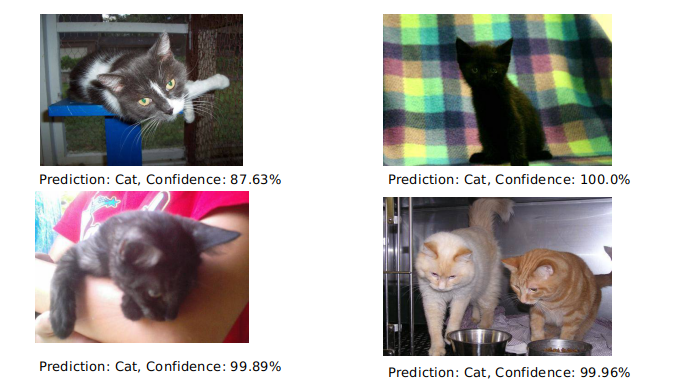 Prediction: Cat, Confidence: 87.63%
Prediction: Cat, Confidence: 100.0%
Prediction: Cat, Confidence: 99.89%
Prediction: Cat, Confidence: 99.96%